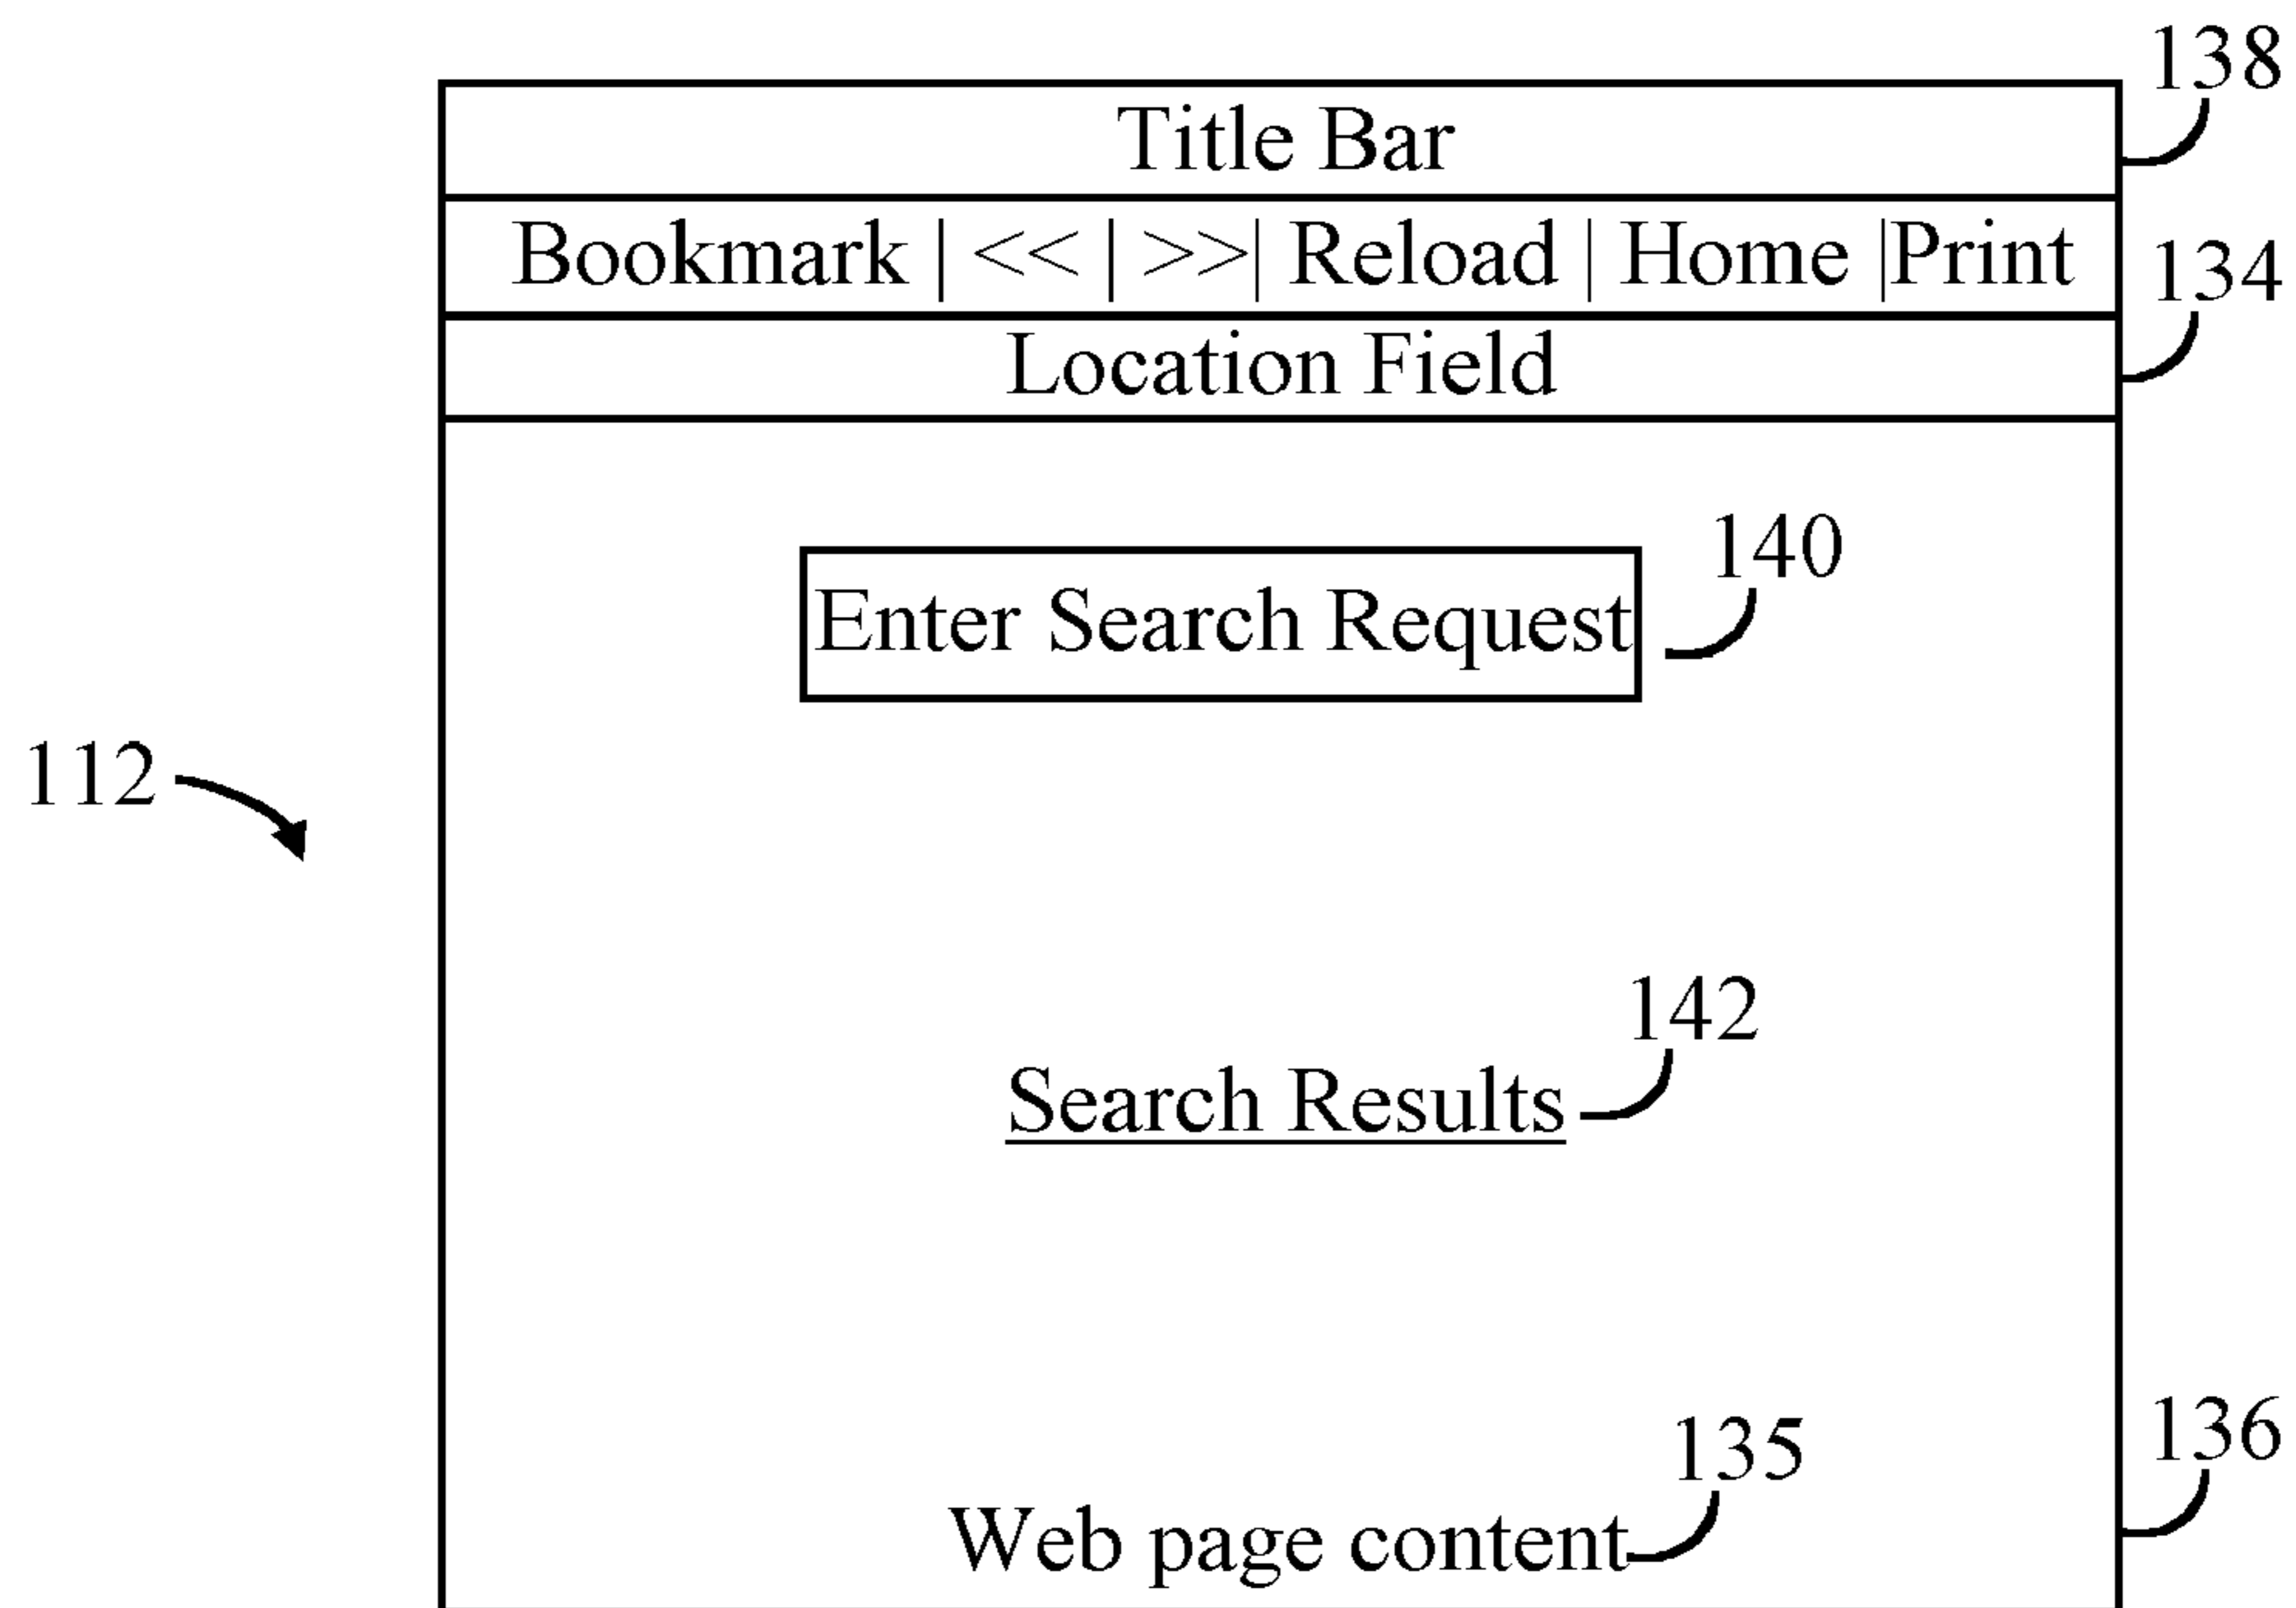 138
Title Bar
Bookmark | << | >>| Reload | Home |Print
134
Location Field
140
Enter Search Request
112
142
Search Results
136
135
Web page content